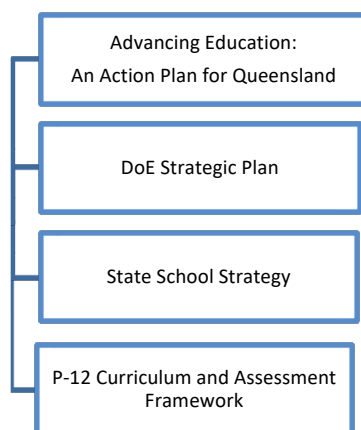 Advancing Education:
An Action Plan for Queensland
DoE Strategic Plan
State School Strategy
P-12 Curriculum and Assessment
Framework